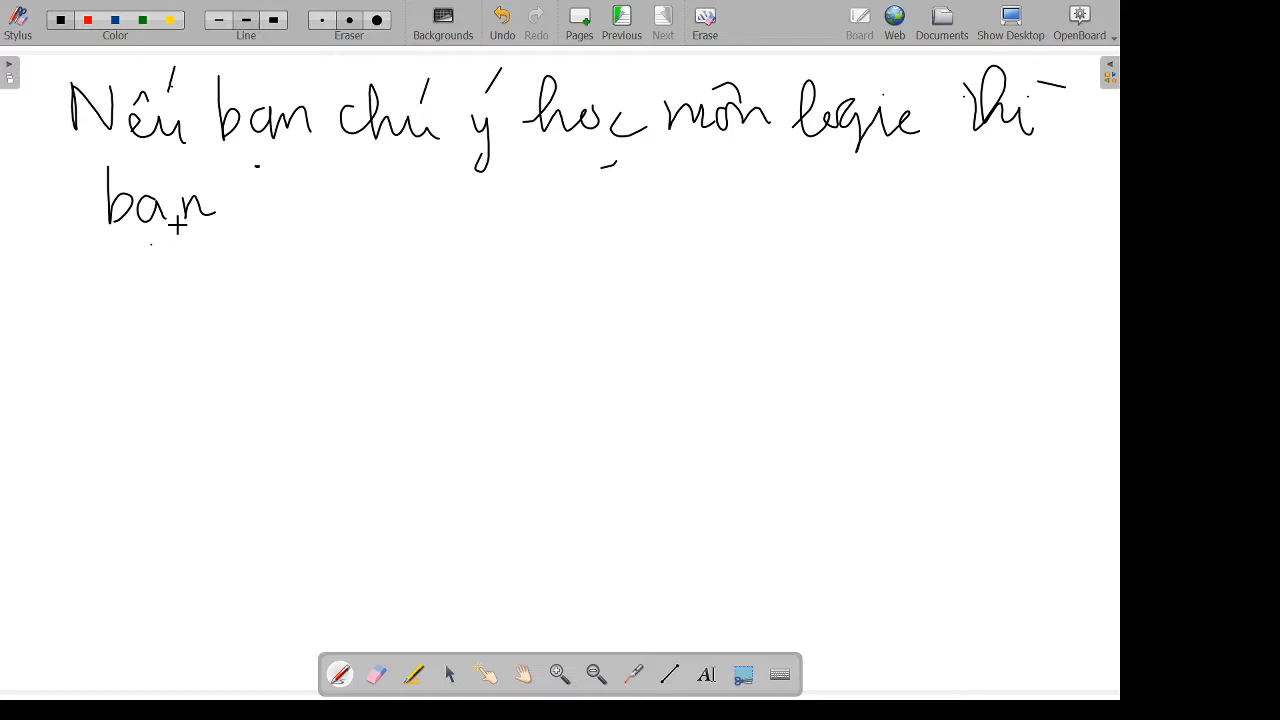 Stylus Color Line Eraser Backgrounds Undo Redo Pages Previous Next Erase Board Web Documents Show Desktop OpenBoard
Nếu bạn chú ý học môn logic thì
bạn